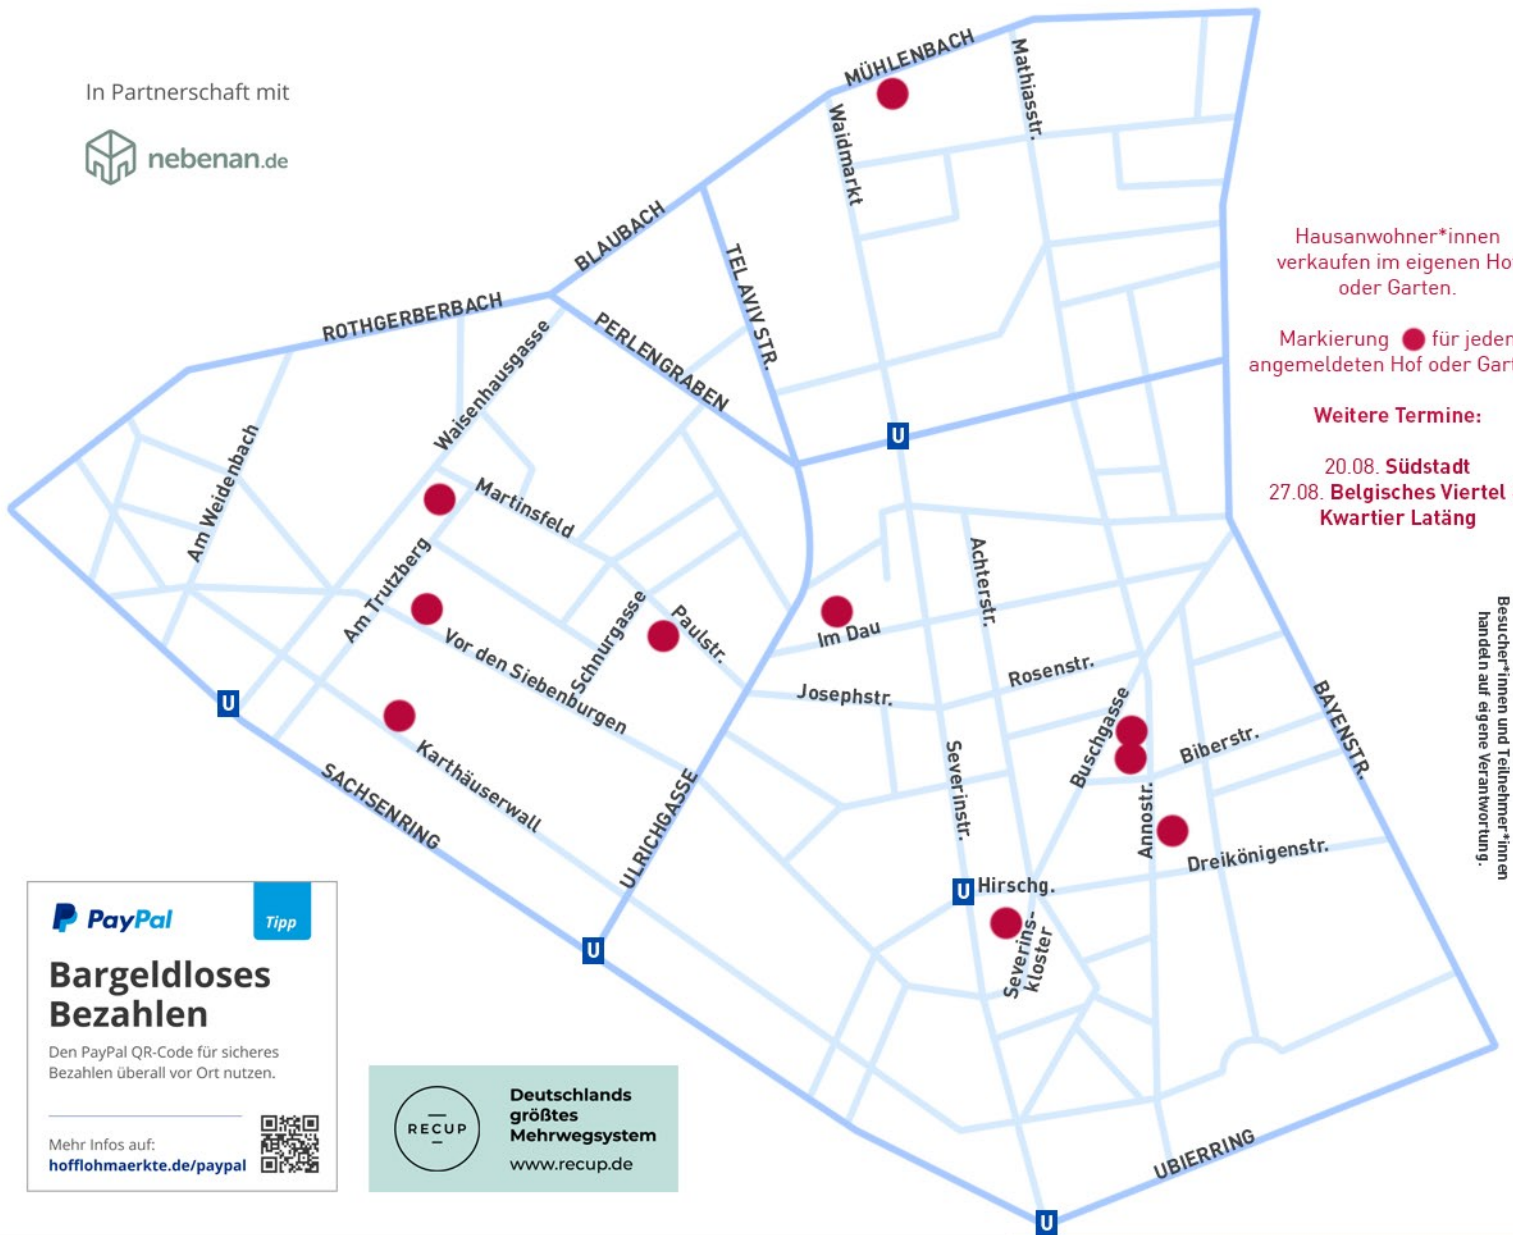 In Partnerschaft mit
nebenan.de
MÜHLENBACH
Mathiasstr.
Waidmarkt
BLAUBACH
TEL AVIV STR.
ROTHGERBERBACH
PERLENGRABEN
Waisenhausgasse
Am Weidenbach
Martinsfeld
Am Trutzberg
Vor den Siebenburgen
Schnurgasse
Paulstr.
Karthäuserwall
SACHSENRING
ULRICHGASSE
Im Dau
Achterstr.
Josephstr.
Rosenstr.
Severinstr.
Buschgasse
Annostr.
Biberstr.
BAYENSTR.
Dreikönigenstr.
Hirschg.
Severins-
kloster
UBIERRING
U
U
U
U
U
Hausanwohner*innen
verkaufen im eigenen Hof
oder Garten.
Markierung für jeden
angemeldeten Hof oder Gart
Weitere Termine:
20.08. Südstadt
27.08. Belgisches Viertel
Kwartier Latäng
Besucher*innen und Teilnehmer*innen
handeln auf eigene Verantwortung.
PayPal
Tipp
Bargeldloses
Bezahlen
Den PayPal QR-Code für sicheres
Bezahlen überall vor Ort nutzen.
Mehr Infos auf:
hofflohmaerkte.de/paypal
RECUP
Deutschlands
größtes
Mehrwegsystem
www.recup.de